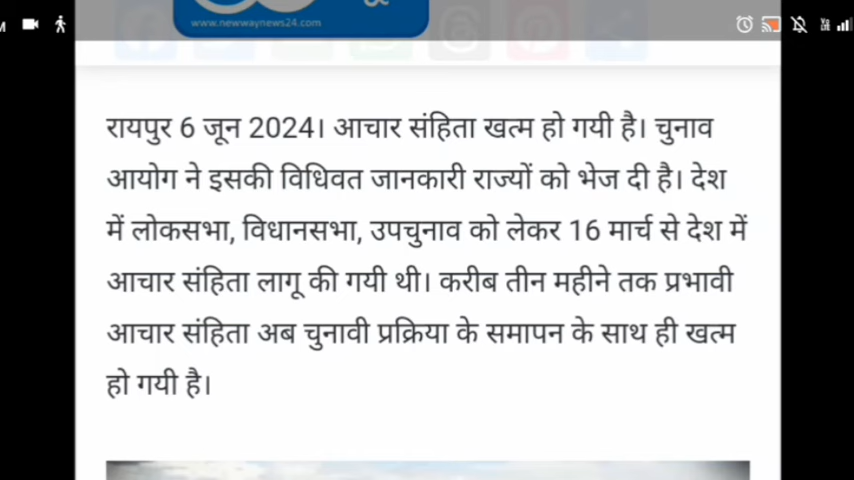 www.newwaynews24.com
रायपुर 6 जून 2024। आचार संहिता खत्म हो गयी है। चुनाव
आयोग ने इसकी विधिवत जानकारी राज्यों को भेज दी है। देश
में लोकसभा, विधानसभा, उपचुनाव को लेकर 16 मार्च से देश में
आचार संहिता लागू की गयी थी। करीब तीन महीने तक प्रभावी
आचार संहिता अब चुनावी प्रक्रिया के समापन के साथ ही खत्म
हो गयी है।